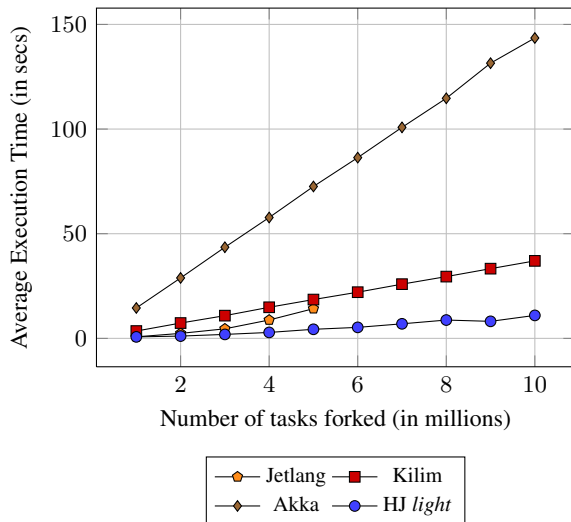 150
100
50
0
Average Execution Time (in secs)
2 4 6 8 10
Number of tasks forked (in millions)
Jetlang Kilim
Akka HJ light